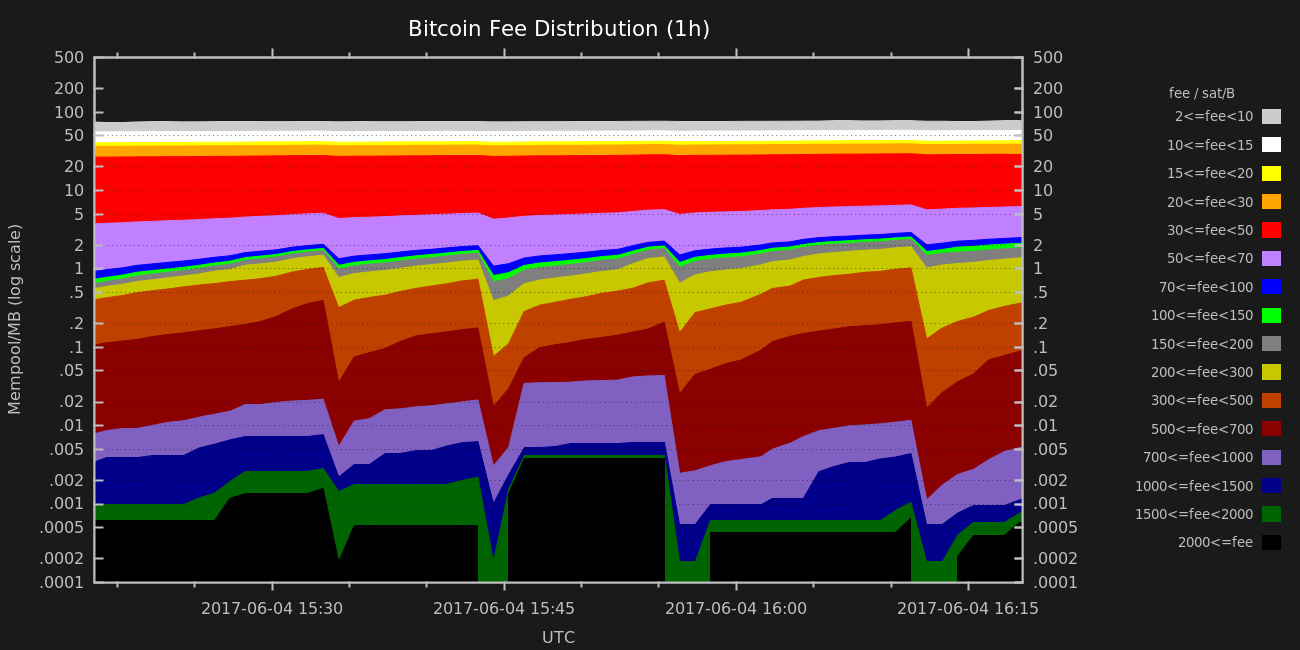 Bitcoin Fee Distribution (1h)
Mempool/MB (log scale)
500
200
100
50
20
10
5
2
1
.5
.2
.1
.05
.02
.01
.005
.002
.001
.0005
.0002
.0001
500
200
100
50
20
10
5
2
1
.5
.2
.1
.05
.02
.01
.005
.002
.001
.0005
.0002
.0001
fee / sat/B
2<=fee<10
10<=fee<15
15<=fee<20
20<=fee<30
30<=fee<50
50<=fee<70
70<=fee<100
100<=fee<150
150<=fee<200
200<=fee<300
300<=fee<500
500<=fee<700
700<=fee<1000
1000<=fee<1500
1500<=fee<2000
2000<=fee
2017-06-04 15:30
2017-06-04 15:45
2017-06-04 16:00
2017-06-04 16:15
UTC